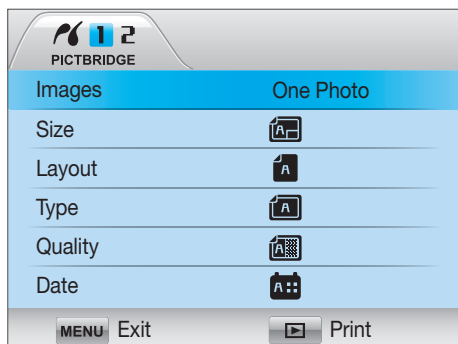 1 2
PICTBRIDGE
Images One Photo
Size A
Layout A
Type A
Quality A
Date A
MENU Exit Print